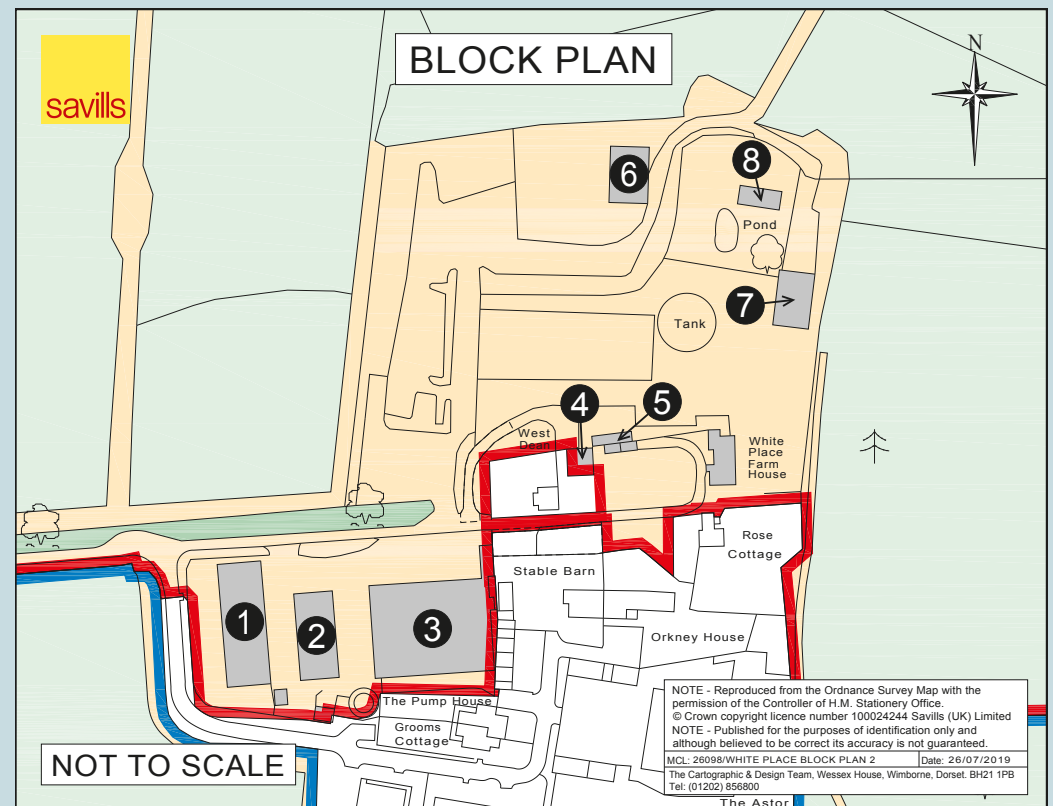 savills
BLOCK PLAN
N
6
8
Pond
7
Tank
4
5
West
Dean
White
Place
Farm
House
Rose
Cottage
Stable Barn
1
2
3
Orkney House
The Pump House
Grooms
Cottage
NOT TO SCALE
NOTE - Reproduced from the Ordnance Survey Map with the
permission of the Controller of H.M. Stationery Office.
© Crown copyright licence number 100024244 Savills (UK) Limited
NOTE - Published for the purposes of identification only and
although believed to be correct its accuracy is not guaranteed.
MCL: 26098/WHITE PLACE BLOCK PLAN 2 Date: 26/07/2019
The Cartographic & Design Team, Wessex House, Wimborne, Dorset. BH21 1PB
Tel: (01202) 856800
The Astor